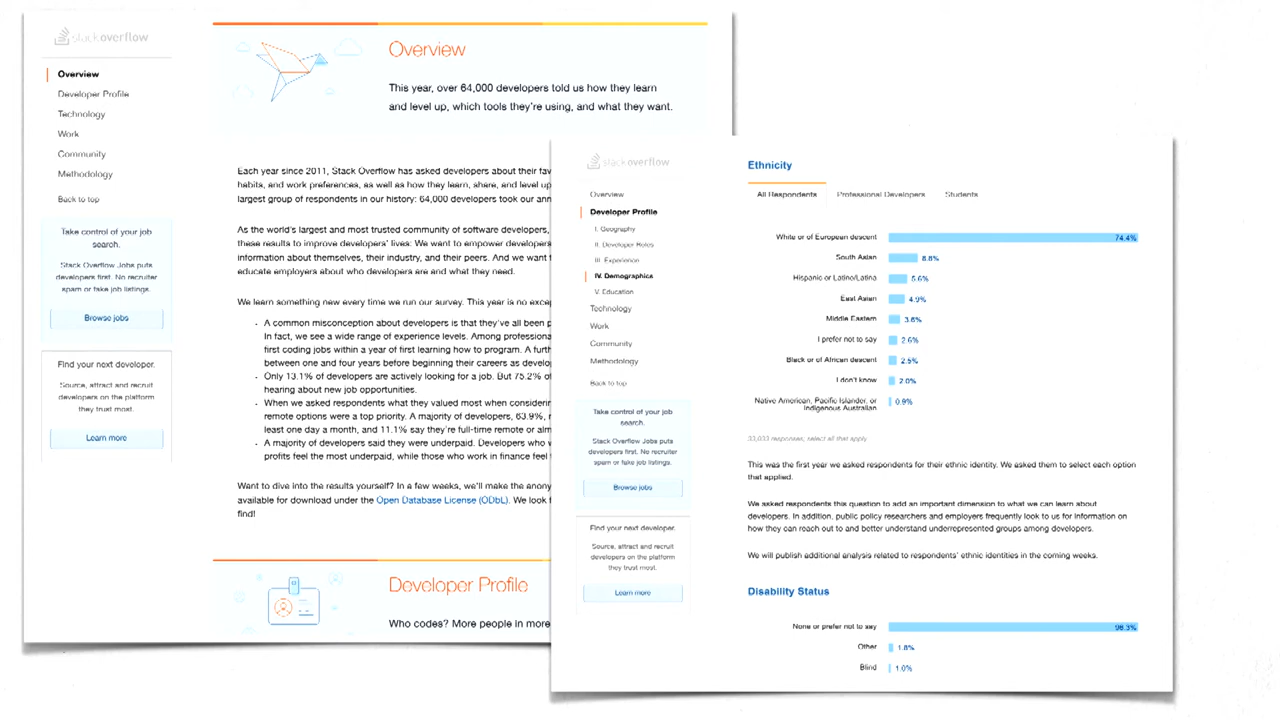 stackoverflow
Overview
Developer Profile
Technology
Work
Community
Methodology
Back to top
Take control of your job
search.
Stack Overflow Jobs puts
developers first. No recruiter
spam or fake job listings.
Browse jobs
Find your next developer.
Source, attract and recruit
developers on the platform
they trust most.
Learn more
Overview
This year, over 64,000 developers told us how they learn
and level up, which tools they're using, and what they want.
Each year since 2011, Stack Overflow has asked developers about their fav
habits, and work preferences, as well as how they learn, share, and level up
largest group of respondents in our history: 64,000 developers took our ann
As the world's largest and most trusted community of software developers,
these results to improve developers' lives: We want to empower developers
information about themselves, their industry, and their peers. And we want
educate employers about who developers are and what they need.
We learn something new every time we run our survey. This year is no excep
- A common misconception about developers is that they've all been p
In fact, we see a wide range of experience levels. Among professiona
first coding jobs within a year of first learning how to program. A furth
between one and four years before beginning their careers as develo
- Only 13.1% of developers are actively looking for a job. But 75.2% of
hearing about new job opportunities.
- When we asked respondents what they valued most when considerin
remote options were a top priority. A majority of developers, 63.9%, r
least one day a month, and 11.1% say they're full-time remote or alm
- A majority of developers said they were underpaid. Developers who w
profits feel the most underpaid, while those who work in finance feel
Want to dive into the results yourself? In a few weeks, we'll make the anony
available for download under the Open Database License (ODbL). We look f
find!
Developer Profile
Who codes? More people in more
stackoverflow
Overview
Developer Profile
I. Geography
II. Developer Roles
III. Experience
IV. Demographics
V. Education
Technology
Work
Community
Methodology
Back to top
Take control of your job
search.
Stack Overflow Jobs puts
developers first. No recruiter
spam or fake job listings.
Browse jobs
Find your next developer.
Source, attract and recruit
developers on the platform
they trust most.
Learn more
Ethnicity
All Respondents Professional Developers Students
White or of European descent 74.4%
South Asian 8.8%
Hispanic or Latino/Latina 5.6%
East Asian 4.9%
Middle Eastern 3.6%
I prefer not to say 2.6%
Black or of African descent 2.5%
I don't know 2.0%
Native American, Pacific Islander, or
Indigenous Australian 0.9%
33,033 responses; select all that apply
This was the first year we asked respondents for their ethnic identity. We asked them to select each option
that applied.
We asked respondents this question to add an important dimension to what we can learn about
developers. In addition, public policy researchers and employers frequently look to us for information on
how they can reach out to and better understand underrepresented groups among developers.
We will publish additional analysis related to respondents' ethnic identities in the coming weeks.
Disability Status
None or prefer not to say 96.3%
Other 1.8%
Blind 1.0%